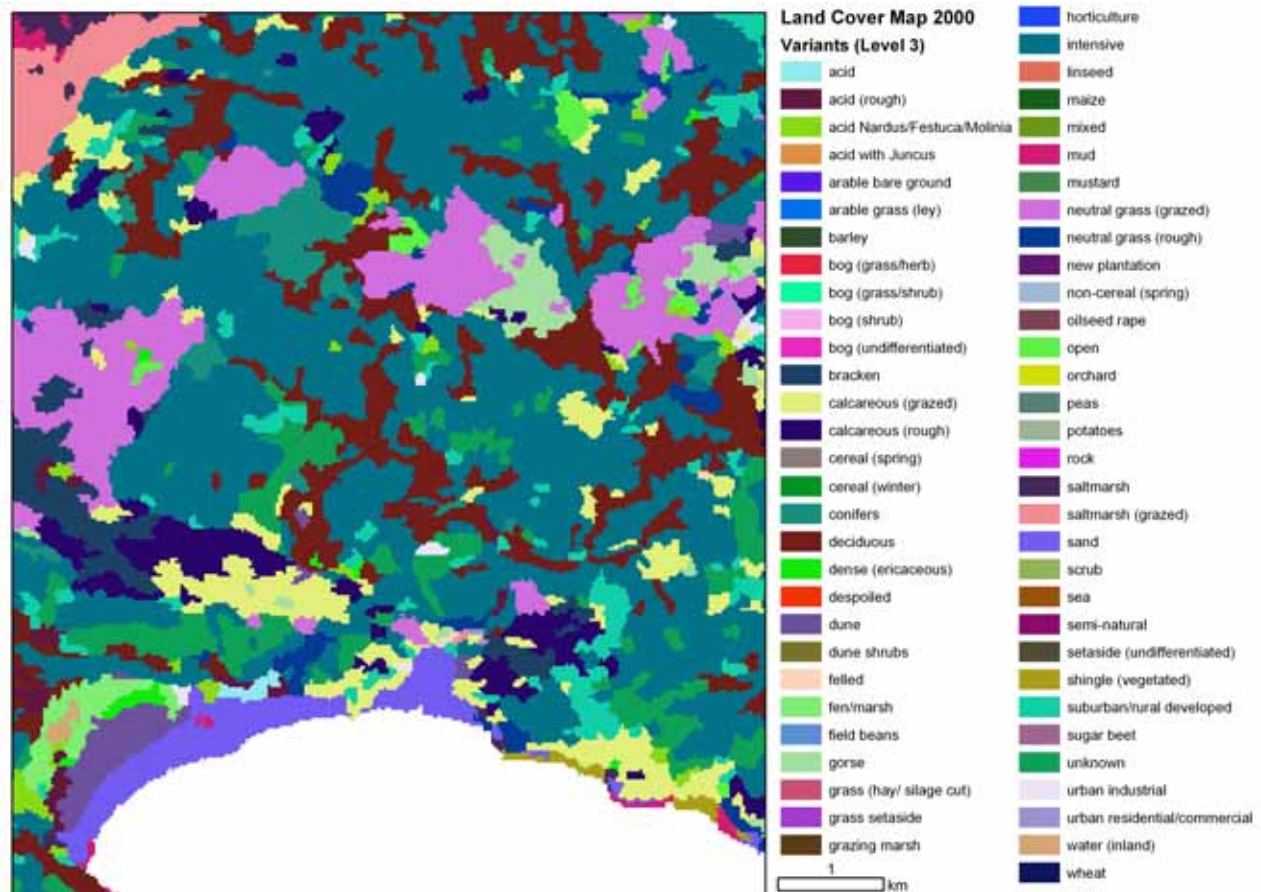 Land Cover Map 2000
Variants (Level 3)
acid
acid (rough)
acid Nardus/Festuca/Molinia
acid with Juncus
arable bare ground
arable grass (ley)
barley
bog (grass/herb)
bog (grass/shrub)
bog (shrub)
bog (undifferentiated)
bracken
calcareous (grazed)
calcareous (rough)
cereal (spring)
cereal (winter)
conifers
deciduous
dense (ericaceous)
despoiled
dune
dune shrubs
felled
fen/marsh
field beans
gorse
grass (hay/ silage cut)
grass setaside
grazing marsh
1
km
horticulture
intensive
linseed
maize
mixed
mud
mustard
neutral grass (grazed)
neutral grass (rough)
new plantation
non-cereal (spring)
oilseed rape
open
orchard
peas
potatoes
rock
saltmarsh
saltmarsh (grazed)
sand
scrub
sea
semi-natural
setaside (undifferentiated)
shingle (vegetated)
suburban/rural developed
sugar beet
unknown
urban industrial
urban residential/commercial
water (inland)
wheat